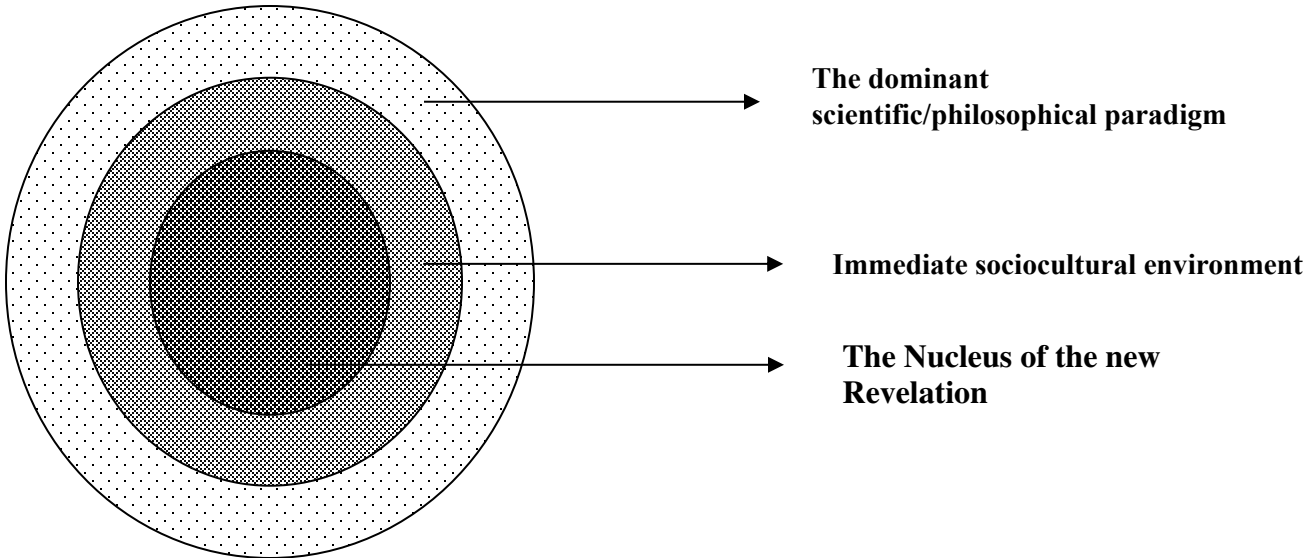 The dominant
scientific/philosophical paradigm
Immediate sociocultural environment
The Nucleus of the new
Revelation